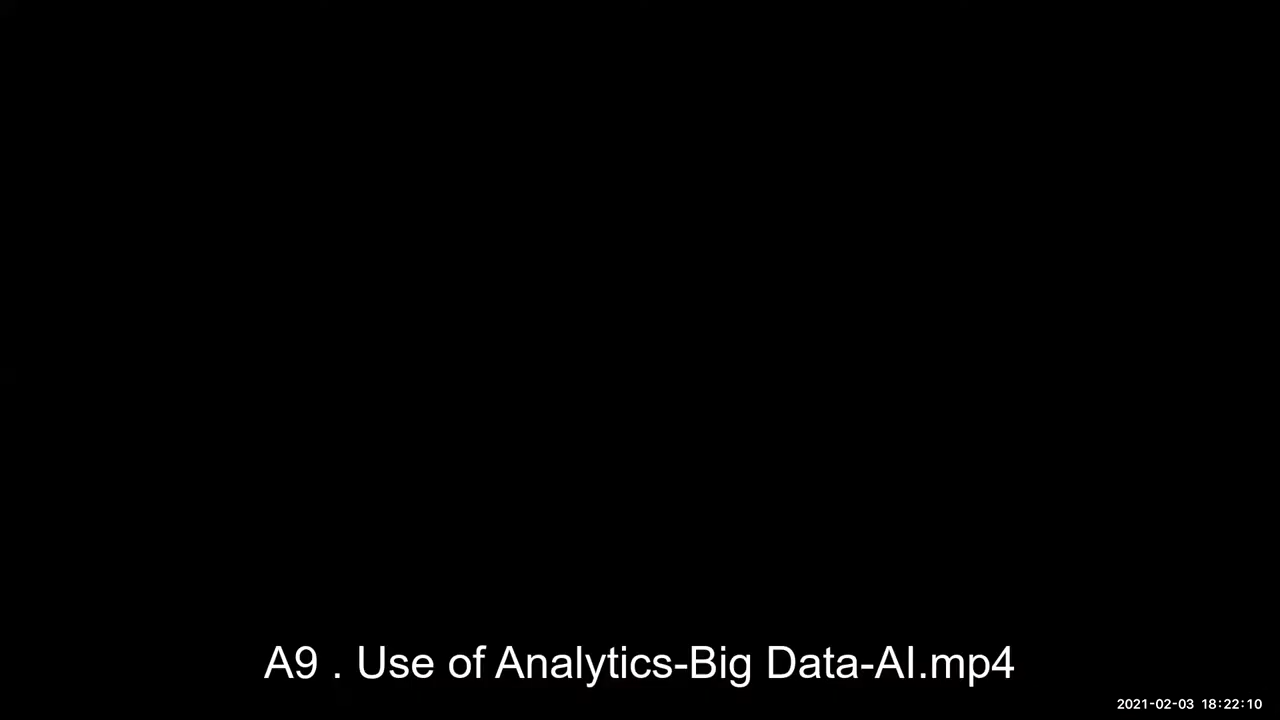 A9 . Use of Analytics-Big Data-AI.mp4
2021-02-03 18:22:10